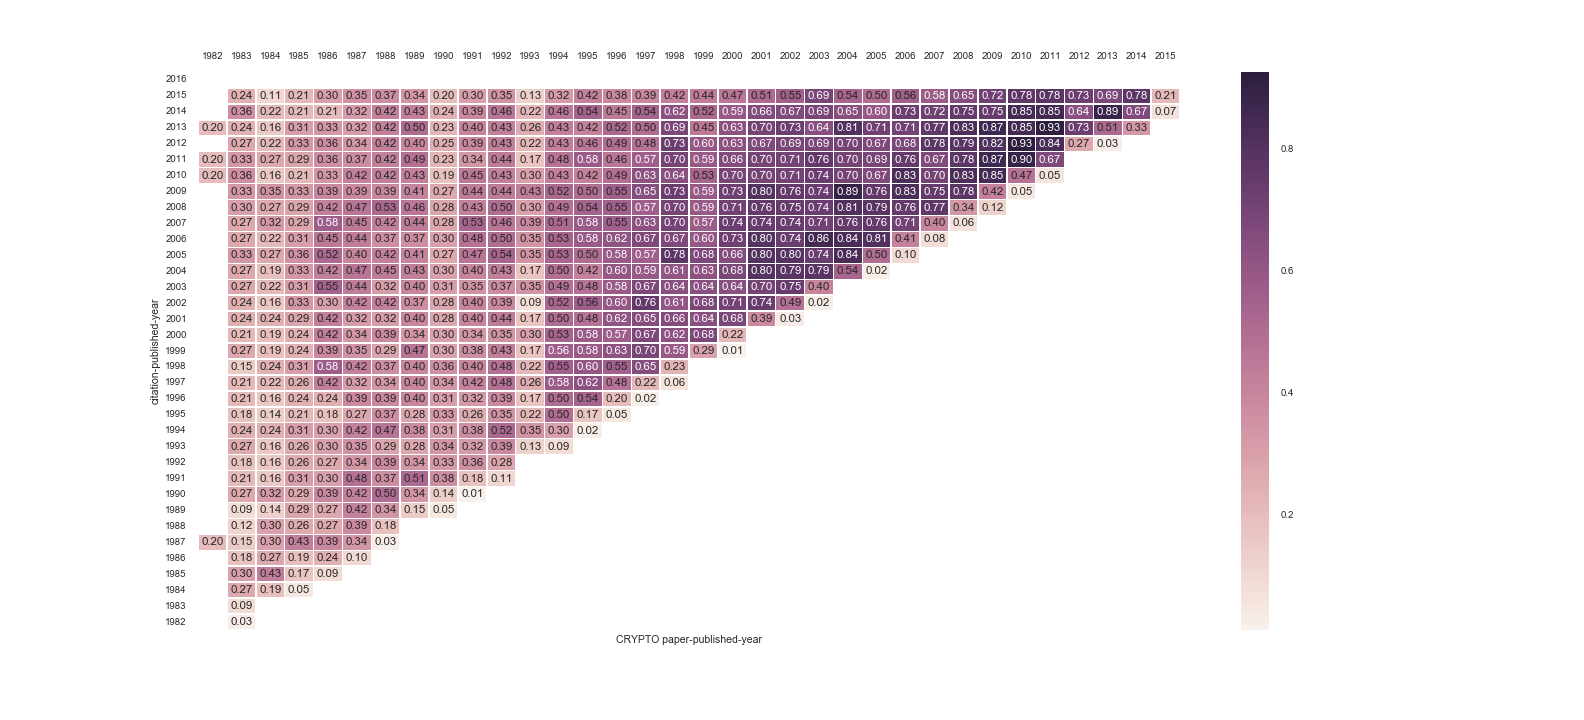 1982 1983 1984 1985 1986 1987 1988 1989 1990 1991 1992 1993 1994 1995 1996 1997 1998 1999 2000 2001 2002 2003 2004 2005 2006 2007 2008 2009 2010 2011 2012 2013 2014 2015
2016
2015 0.24 0.11 0.21 0.30 0.35 0.37 0.34 0.20 0.30 0.35 0.13 0.32 0.42 0.38 0.39 0.42 0.44 0.47 0.51 0.55 0.69 0.54 0.50 0.56 0.58 0.65 0.72 0.78 0.78 0.73 0.69 0.78 0.21
2014 0.36 0.22 0.21 0.21 0.32 0.42 0.43 0.24 0.39 0.46 0.22 0.46 0.54 0.45 0.54 0.62 0.52 0.59 0.66 0.67 0.69 0.65 0.60 0.73 0.72 0.75 0.75 0.85 0.85 0.64 0.89 0.67 0.07
2013 0.20 0.24 0.16 0.31 0.33 0.32 0.42 0.50 0.23 0.40 0.43 0.26 0.43 0.42 0.52 0.50 0.69 0.45 0.63 0.70 0.73 0.64 0.81 0.71 0.71 0.77 0.83 0.87 0.85 0.93 0.73 0.51 0.33
2012 0.27 0.22 0.33 0.36 0.34 0.42 0.40 0.25 0.39 0.43 0.22 0.43 0.46 0.49 0.48 0.73 0.60 0.63 0.67 0.69 0.69 0.70 0.67 0.68 0.78 0.79 0.82 0.93 0.84 0.27 0.03
2011 0.20 0.33 0.27 0.29 0.36 0.37 0.42 0.49 0.23 0.34 0.44 0.17 0.48 0.58 0.46 0.57 0.70 0.59 0.66 0.70 0.71 0.76 0.70 0.69 0.76 0.67 0.78 0.87 0.90 0.67
2010 0.20 0.36 0.16 0.21 0.33 0.42 0.42 0.43 0.19 0.45 0.43 0.30 0.43 0.42 0.49 0.63 0.64 0.53 0.70 0.70 0.71 0.74 0.70 0.67 0.83 0.70 0.83 0.85 0.47 0.05
2009 0.33 0.35 0.33 0.39 0.39 0.39 0.41 0.27 0.44 0.44 0.43 0.52 0.50 0.55 0.65 0.73 0.59 0.73 0.80 0.76 0.74 0.89 0.76 0.83 0.75 0.78 0.42 0.05
2008 0.30 0.27 0.29 0.42 0.47 0.53 0.46 0.28 0.43 0.50 0.30 0.49 0.54 0.55 0.57 0.70 0.59 0.71 0.76 0.75 0.74 0.81 0.79 0.76 0.77 0.34 0.12
2007 0.27 0.32 0.29 0.58 0.45 0.42 0.44 0.28 0.53 0.46 0.39 0.51 0.58 0.55 0.63 0.70 0.57 0.74 0.74 0.74 0.71 0.76 0.76 0.71 0.40 0.06
2006 0.27 0.22 0.31 0.45 0.44 0.37 0.37 0.30 0.48 0.50 0.35 0.53 0.58 0.62 0.67 0.67 0.60 0.73 0.80 0.74 0.86 0.84 0.81 0.41 0.08
2005 0.33 0.27 0.36 0.52 0.40 0.42 0.41 0.27 0.47 0.54 0.35 0.53 0.50 0.58 0.57 0.78 0.68 0.66 0.80 0.80 0.74 0.84 0.50 0.10
2004 0.27 0.19 0.33 0.42 0.47 0.45 0.43 0.30 0.40 0.43 0.17 0.50 0.42 0.60 0.59 0.61 0.63 0.68 0.80 0.79 0.79 0.54 0.02
2003 0.27 0.22 0.31 0.55 0.44 0.32 0.40 0.31 0.35 0.37 0.35 0.49 0.48 0.58 0.67 0.64 0.64 0.64 0.70 0.75 0.40
2002 0.24 0.16 0.33 0.30 0.42 0.42 0.37 0.28 0.40 0.39 0.09 0.52 0.56 0.60 0.76 0.61 0.68 0.71 0.74 0.49 0.02
2001 0.24 0.24 0.29 0.42 0.32 0.32 0.40 0.28 0.40 0.44 0.17 0.50 0.48 0.62 0.65 0.66 0.64 0.68 0.39 0.03
2000 0.21 0.19 0.24 0.42 0.34 0.39 0.34 0.30 0.34 0.35 0.30 0.53 0.58 0.57 0.67 0.62 0.68 0.22
1999 0.27 0.19 0.24 0.39 0.35 0.29 0.47 0.30 0.38 0.43 0.17 0.56 0.58 0.63 0.70 0.59 0.29 0.01
1998 0.15 0.24 0.31 0.58 0.42 0.37 0.40 0.36 0.40 0.48 0.22 0.55 0.60 0.55 0.65 0.23
1997 0.21 0.22 0.26 0.42 0.32 0.34 0.40 0.34 0.42 0.48 0.26 0.58 0.62 0.48 0.22 0.06
1996 0.21 0.16 0.24 0.24 0.39 0.39 0.40 0.31 0.32 0.39 0.17 0.50 0.54 0.20 0.02
1995 0.18 0.14 0.21 0.18 0.27 0.37 0.28 0.33 0.26 0.35 0.22 0.50 0.17 0.05
1994 0.24 0.24 0.31 0.30 0.42 0.47 0.38 0.31 0.38 0.52 0.35 0.30 0.02
1993 0.27 0.16 0.26 0.30 0.35 0.29 0.28 0.34 0.32 0.39 0.13 0.09
1992 0.18 0.16 0.26 0.27 0.34 0.39 0.34 0.33 0.36 0.28
1991 0.21 0.16 0.31 0.30 0.48 0.37 0.51 0.38 0.18 0.11
1990 0.27 0.32 0.29 0.39 0.42 0.50 0.34 0.14 0.01
1989 0.09 0.14 0.29 0.27 0.42 0.34 0.15 0.05
1988 0.12 0.30 0.26 0.27 0.39 0.18
1987 0.20 0.15 0.30 0.43 0.39 0.34 0.03
1986 0.18 0.27 0.19 0.24 0.10
1985 0.30 0.43 0.17 0.09
1984 0.27 0.19 0.05
1983 0.09
1982 0.03
citation-published-year
CRYPTO paper-published-year
0.8
0.6
0.4
0.2